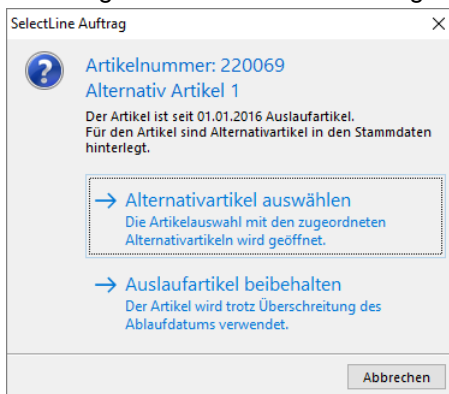 SelectLine Auftrag
Artikelnummer: 220069
Alternativ Artikel 1
Der Artikel ist seit 01.01.2016 Auslaufartikel.
Für den Artikel sind Alternativartikel in den Stammdaten
hinterlegt.
→ Alternativartikel auswählen
Die Artikelauswahl mit den zugeordneten
Alternativartikeln wird geöffnet.
→ Auslaufartikel beibehalten
Der Artikel wird trotz Überschreitung des
Ablaufdatums verwendet.
Abbrechen